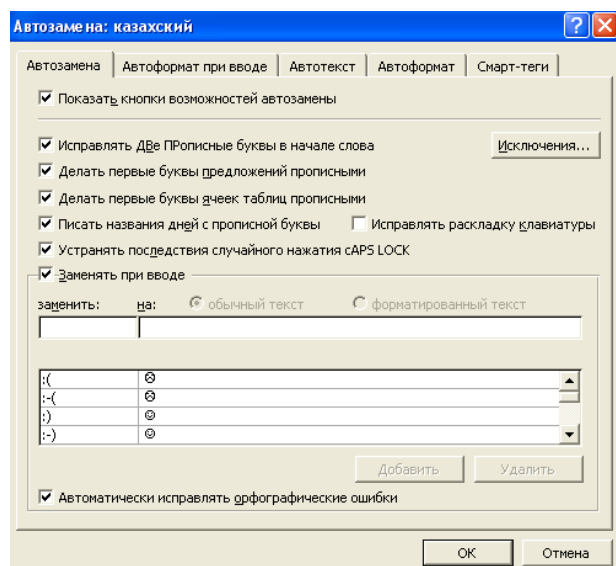 Автозамена: казахский
Автозамена Автоформат при вводе Автотекст Автоформат Смарт-теги
Показать кнопки возможностей автозамены
Исправлять ДВе ПРописные буквы в начале слова Исключения...
Делать первые буквы предложений прописными
Делать первые буквы ячеек таблиц прописными
Писать названия дней с прописной буквы Исправлять раскладку клавиатуры
Устранять последствия случайного нажатия cAPS LOCK
Заменять при вводе
заменить: на: обычный текст форматированный текст
:( ☹
:-( ☹
:) ☺
:-) ☺
Добавить Удалить
Автоматически исправлять орфографические ошибки
ОК Отмена